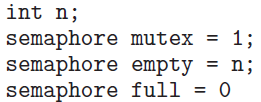 int n;
semaphore mutex = 1;
semaphore empty = n;
semaphore full = 0